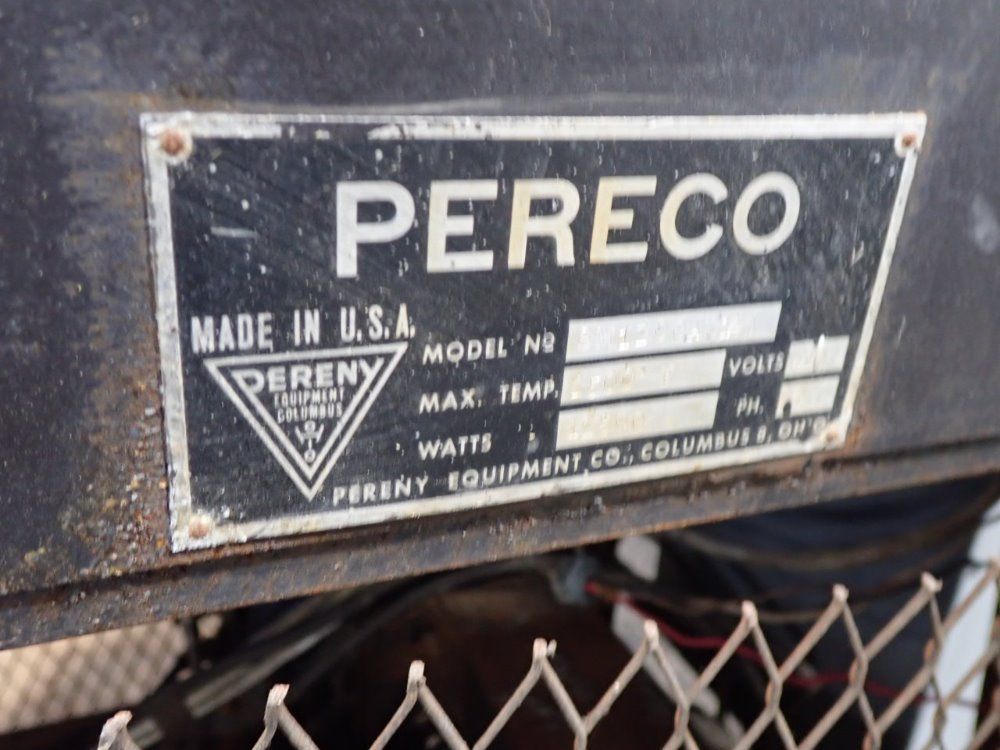 PERECO
MADE IN U.S.A.
PERENY
EQUIPMENT
COLUMBUS
MODEL Nº
VOLTS
MAX. TEMP.
PH.
WATTS
PERENY EQUIPMENT CO., COLUMBUS 8, OHIO